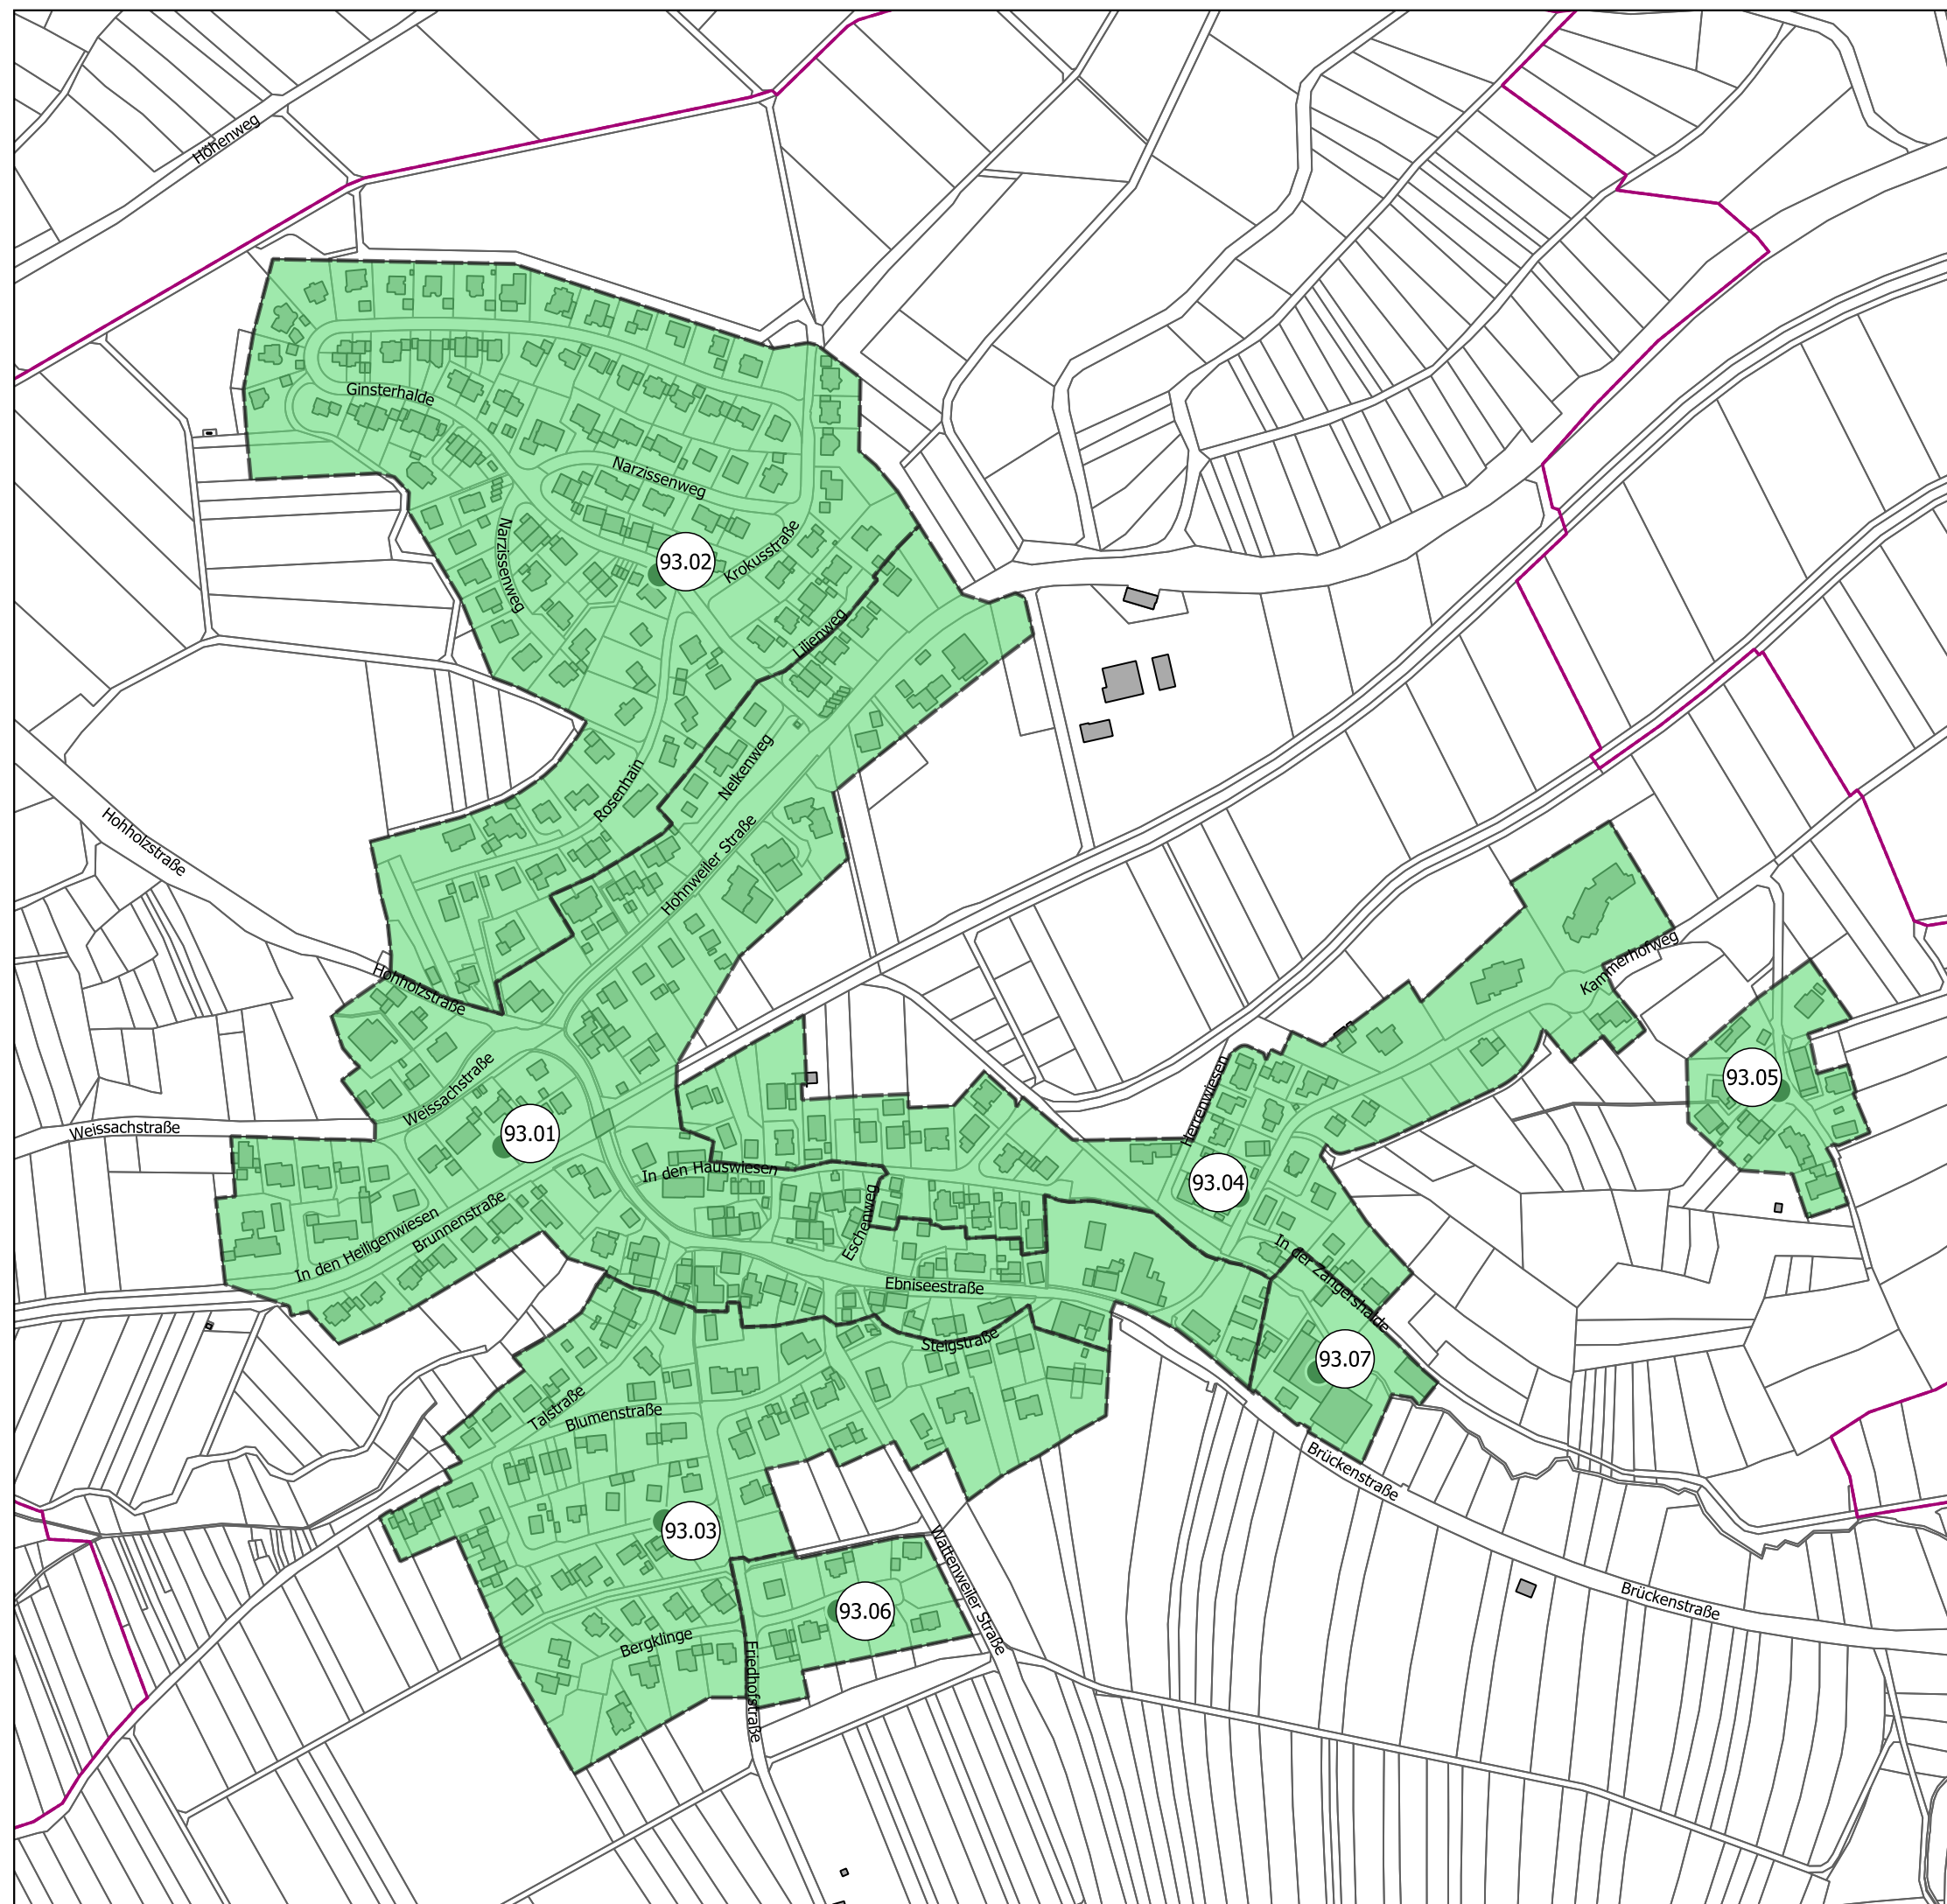 Höhenweg
Ginsterhalde
Narzissenweg
Narzissenweg
Krokusstraße
93.02
Lilienweg
Nelkenweg
Rosenhain
Hohholzstraße
Hohnweiler Straße
Hohholzstraße
Kammerhofweg
Weissachstraße
Herrenwiesen
93.05
Weissachstraße
93.01
In den Hauswiesen
93.04
Eschenweg
In den Heiligenwiesen
Brunnenstraße
In der Zangershalde
Ebniseestraße
Steigstraße
93.07
Talstraße
Blumenstraße
Brückenstraße
93.03
Wattenweiler Straße
Brückenstraße
93.06
Bergklinge
Friedhofstraße